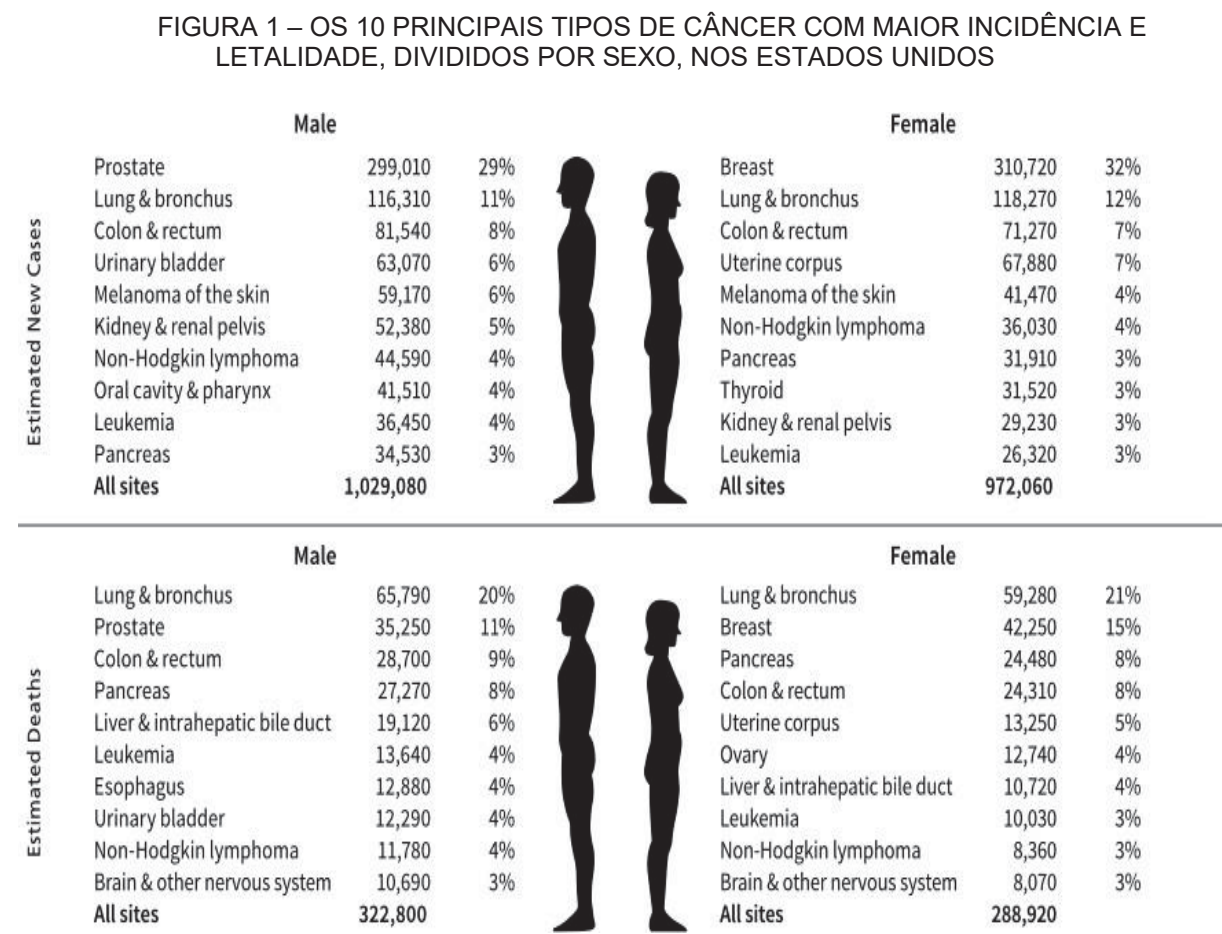 FIGURA 1 – OS 10 PRINCIPAIS TIPOS DE CÂNCER COM MAIOR INCIDÊNCIA E
LETALIDADE, DIVIDIDOS POR SEXO, NOS ESTADOS UNIDOS
Estimated New Cases
Male
Prostate 299,010 29%
Lung & bronchus 116,310 11%
Colon & rectum 81,540 8%
Urinary bladder 63,070 6%
Melanoma of the skin 59,170 6%
Kidney & renal pelvis 52,380 5%
Non-Hodgkin lymphoma 44,590 4%
Oral cavity & pharynx 41,510 4%
Leukemia 36,450 4%
Pancreas 34,530 3%
All sites 1,029,080
Female
Breast 310,720 32%
Lung & bronchus 118,270 12%
Colon & rectum 71,270 7%
Uterine corpus 67,880 7%
Melanoma of the skin 41,470 4%
Non-Hodgkin lymphoma 36,030 4%
Pancreas 31,910 3%
Thyroid 31,520 3%
Kidney & renal pelvis 29,230 3%
Leukemia 26,320 3%
All sites 972,060
Estimated Deaths
Male
Lung & bronchus 65,790 20%
Prostate 35,250 11%
Colon & rectum 28,700 9%
Pancreas 27,270 8%
Liver & intrahepatic bile duct 19,120 6%
Leukemia 13,640 4%
Esophagus 12,880 4%
Urinary bladder 12,290 4%
Non-Hodgkin lymphoma 11,780 4%
Brain & other nervous system 10,690 3%
All sites 322,800
Female
Lung & bronchus 59,280 21%
Breast 42,250 15%
Pancreas 24,480 8%
Colon & rectum 24,310 8%
Uterine corpus 13,250 5%
Ovary 12,740 4%
Liver & intrahepatic bile duct 10,720 4%
Leukemia 10,030 3%
Non-Hodgkin lymphoma 8,360 3%
Brain & other nervous system 8,070 3%
All sites 288,920